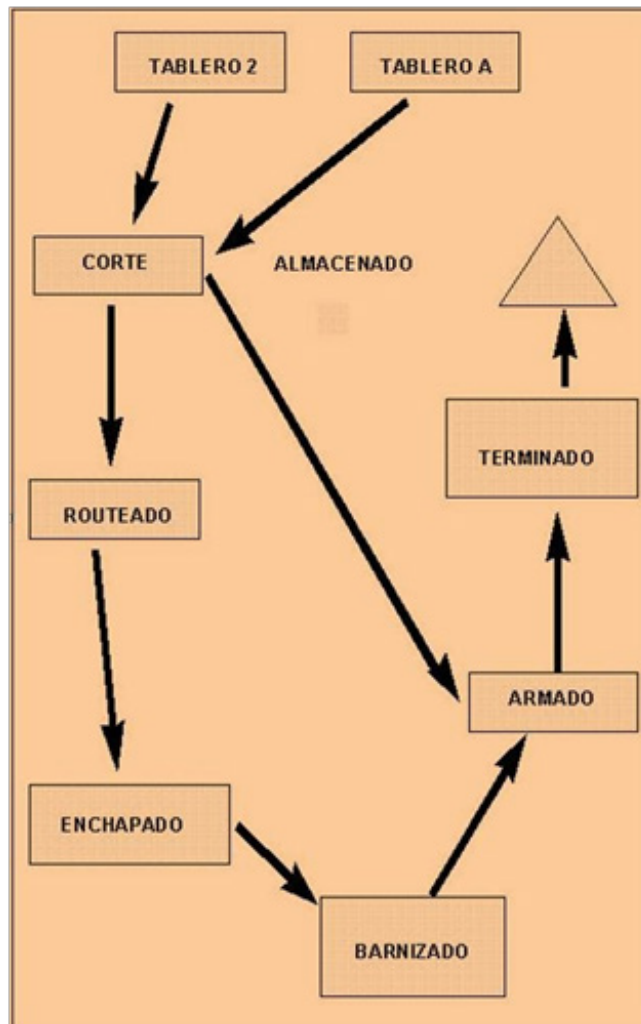 TABLERO 2
TABLERO A
CORTE
ALMACENADO
TERMINADO
ROUTEADO
ARMADO
ENCHAPADO
BARNIZADO